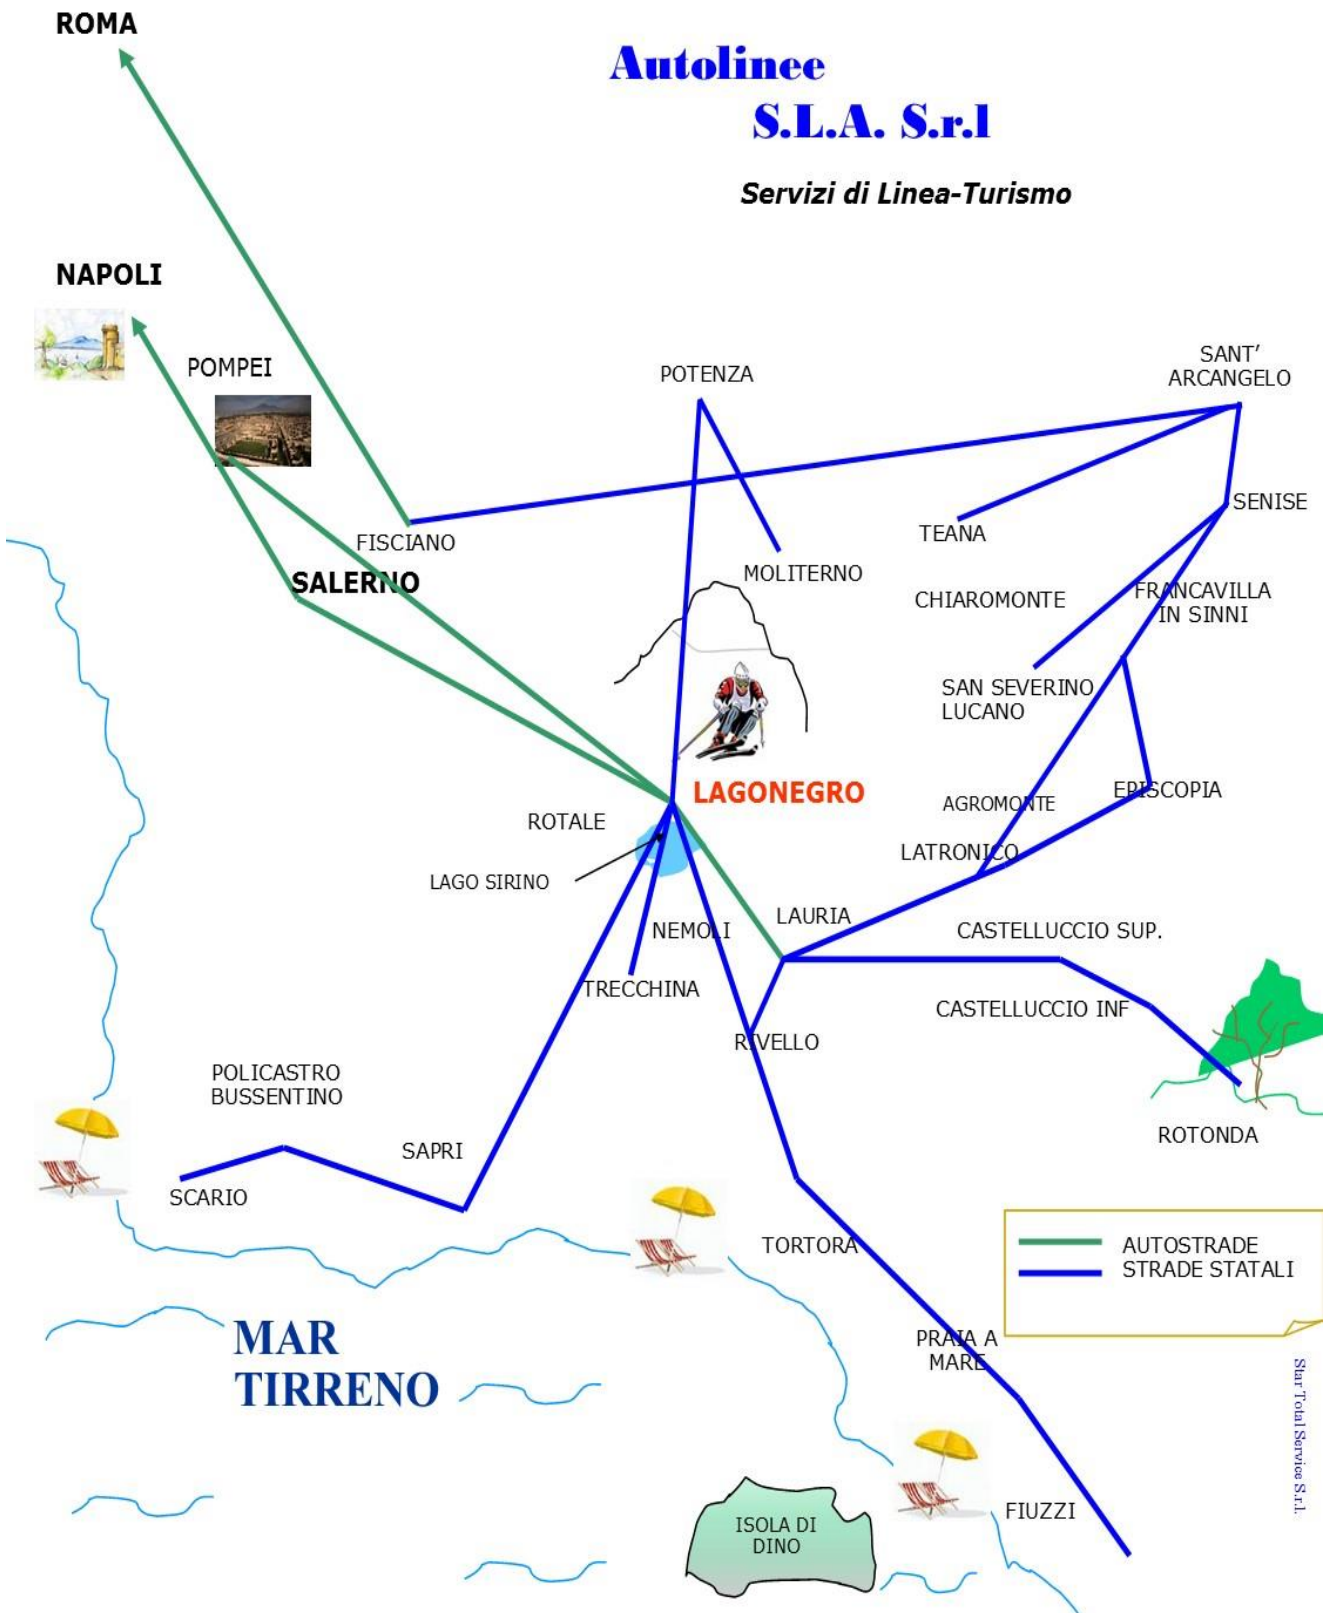 ROMA
Autolinee
S.L.A. S.r.l
Servizi di Linea-Turismo
NAPOLI
POMPEI
POTENZA
SANT’
ARCANGELO
SENISE
TEANA
FISCIANO
SALERNO
MOLITERNO
CHIAROMONTE
FRANCAVILLA
IN SINNI
SAN SEVERINO
LUCANO
LAGONEGRO
EPISCOPIA
AGROMONTE
ROTALE
LATRONICO
LAGO SIRINO
LAURIA
NEMOLI
CASTELLUCCIO SUP.
TRECCHINA
CASTELLUCCIO INF
RIVELLO
POLICASTRO
BUSSENTINO
ROTONDA
SAPRI
SCARIO
TORTORA
AUTOSTRADE
STRADE STATALI
MAR
TIRRENO
PRAIA A
MARE
Star Total Service S.r.l.
FIUZZI
ISOLA DI
DINO